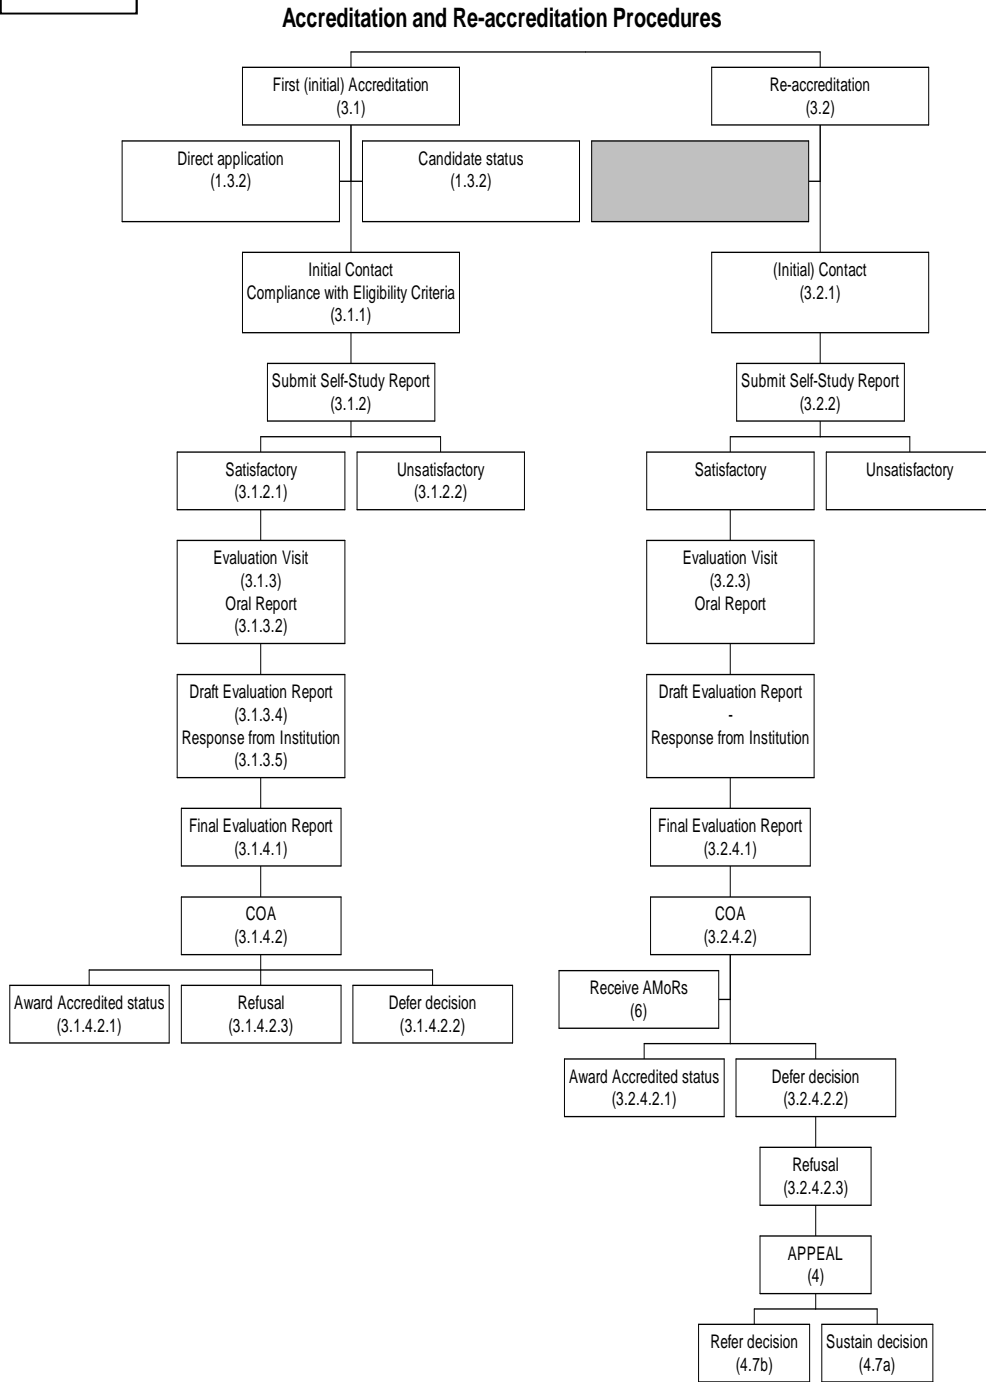 Accreditation and Re-accreditation Procedures
First (initial) Accreditation
(3.1)
Re-accreditation
(3.2)
Direct application
(1.3.2)
Candidate status
(1.3.2)
Initial Contact
Compliance with Eligibility Criteria
(3.1.1)
(Initial) Contact
(3.2.1)
Submit Self-Study Report
(3.1.2)
Submit Self-Study Report
(3.2.2)
Satisfactory
(3.1.2.1)
Unsatisfactory
(3.1.2.2)
Satisfactory
Unsatisfactory
Evaluation Visit
(3.1.3)
Oral Report
(3.1.3.2)
Evaluation Visit
(3.2.3)
Oral Report
Draft Evaluation Report
(3.1.3.4)
Response from Institution
(3.1.3.5)
Draft Evaluation Report
-
Response from Institution
Final Evaluation Report
(3.1.4.1)
Final Evaluation Report
(3.2.4.1)
COA
(3.1.4.2)
COA
(3.2.4.2)
Award Accredited status
(3.1.4.2.1)
Refusal
(3.1.4.2.3)
Defer decision
(3.1.4.2.2)
Receive AMoRs
(6)
Award Accredited status
(3.2.4.2.1)
Defer decision
(3.2.4.2.2)
Refusal
(3.2.4.2.3)
APPEAL
(4)
Refer decision
(4.7b)
Sustain decision
(4.7a)